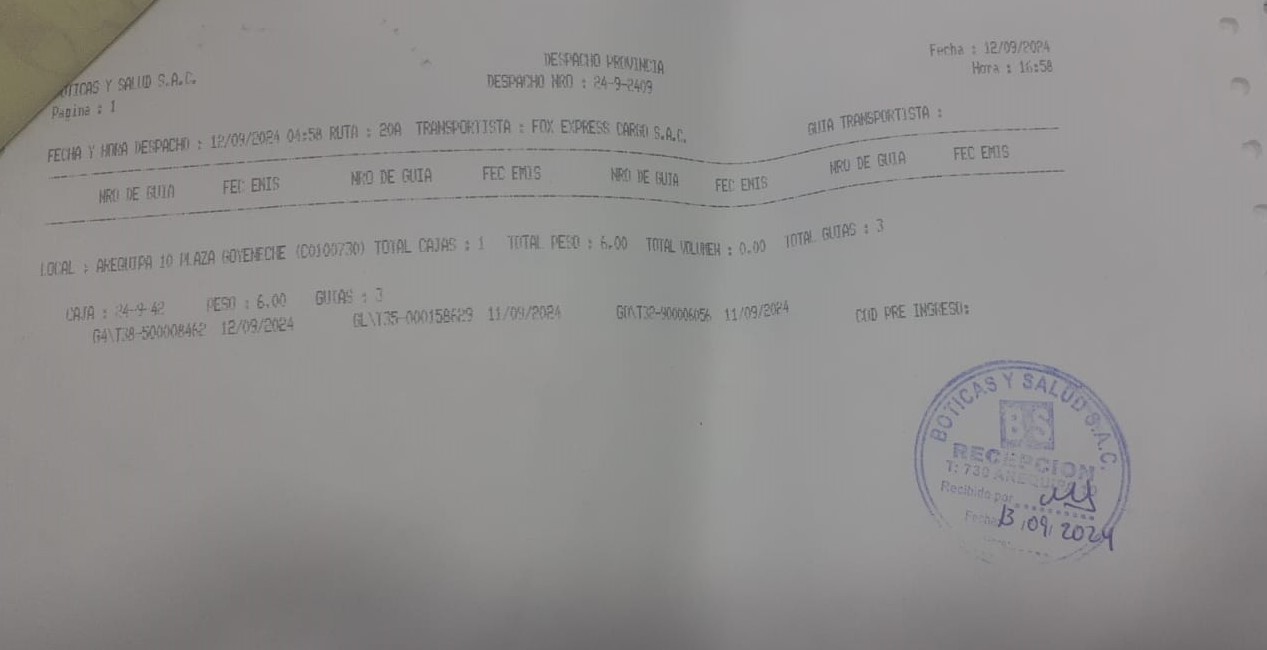 BOTICAS Y SALUD S.A.C.
Pagina : 1
DESPACHO PROVINCIA
DESPACHO NRO : 24-9-2409
Fecha : 12/09/2024
Hora : 16:58
FECHA Y HORA DESPACHO : 12/09/2024 04:58 RUTA : 20A TRANSPORTISTA : FOX EXPRESS CARGO S.A.C. GUIA TRANSPORTISTA :
NRO DE GUIA FEC EMIS NRO DE GUIA FEC EMIS NRO DE GUIA FEC EMIS NRO DE GUIA FEC EMIS
LOCAL : AREQUIPA 10 PLAZA GOYENECHE (C0100730) TOTAL CAJAS : 1 TOTAL PESO : 6.00 TOTAL VOLUMEN : 0.00 TOTAL GUIAS : 3
CAJA : 24-9-42 PESO : 6.00 GUIAS : 3
G4\T38-500008462 12/09/2024 GL\T35-000158629 11/09/2024 11/09/2024 COD PRE INGRESO:
BOTICAS Y SALUD S.A.C.
BS
RECEPCION
T: 730 AREQUIPA 10
Recibido por
Fecha 13/09/2024